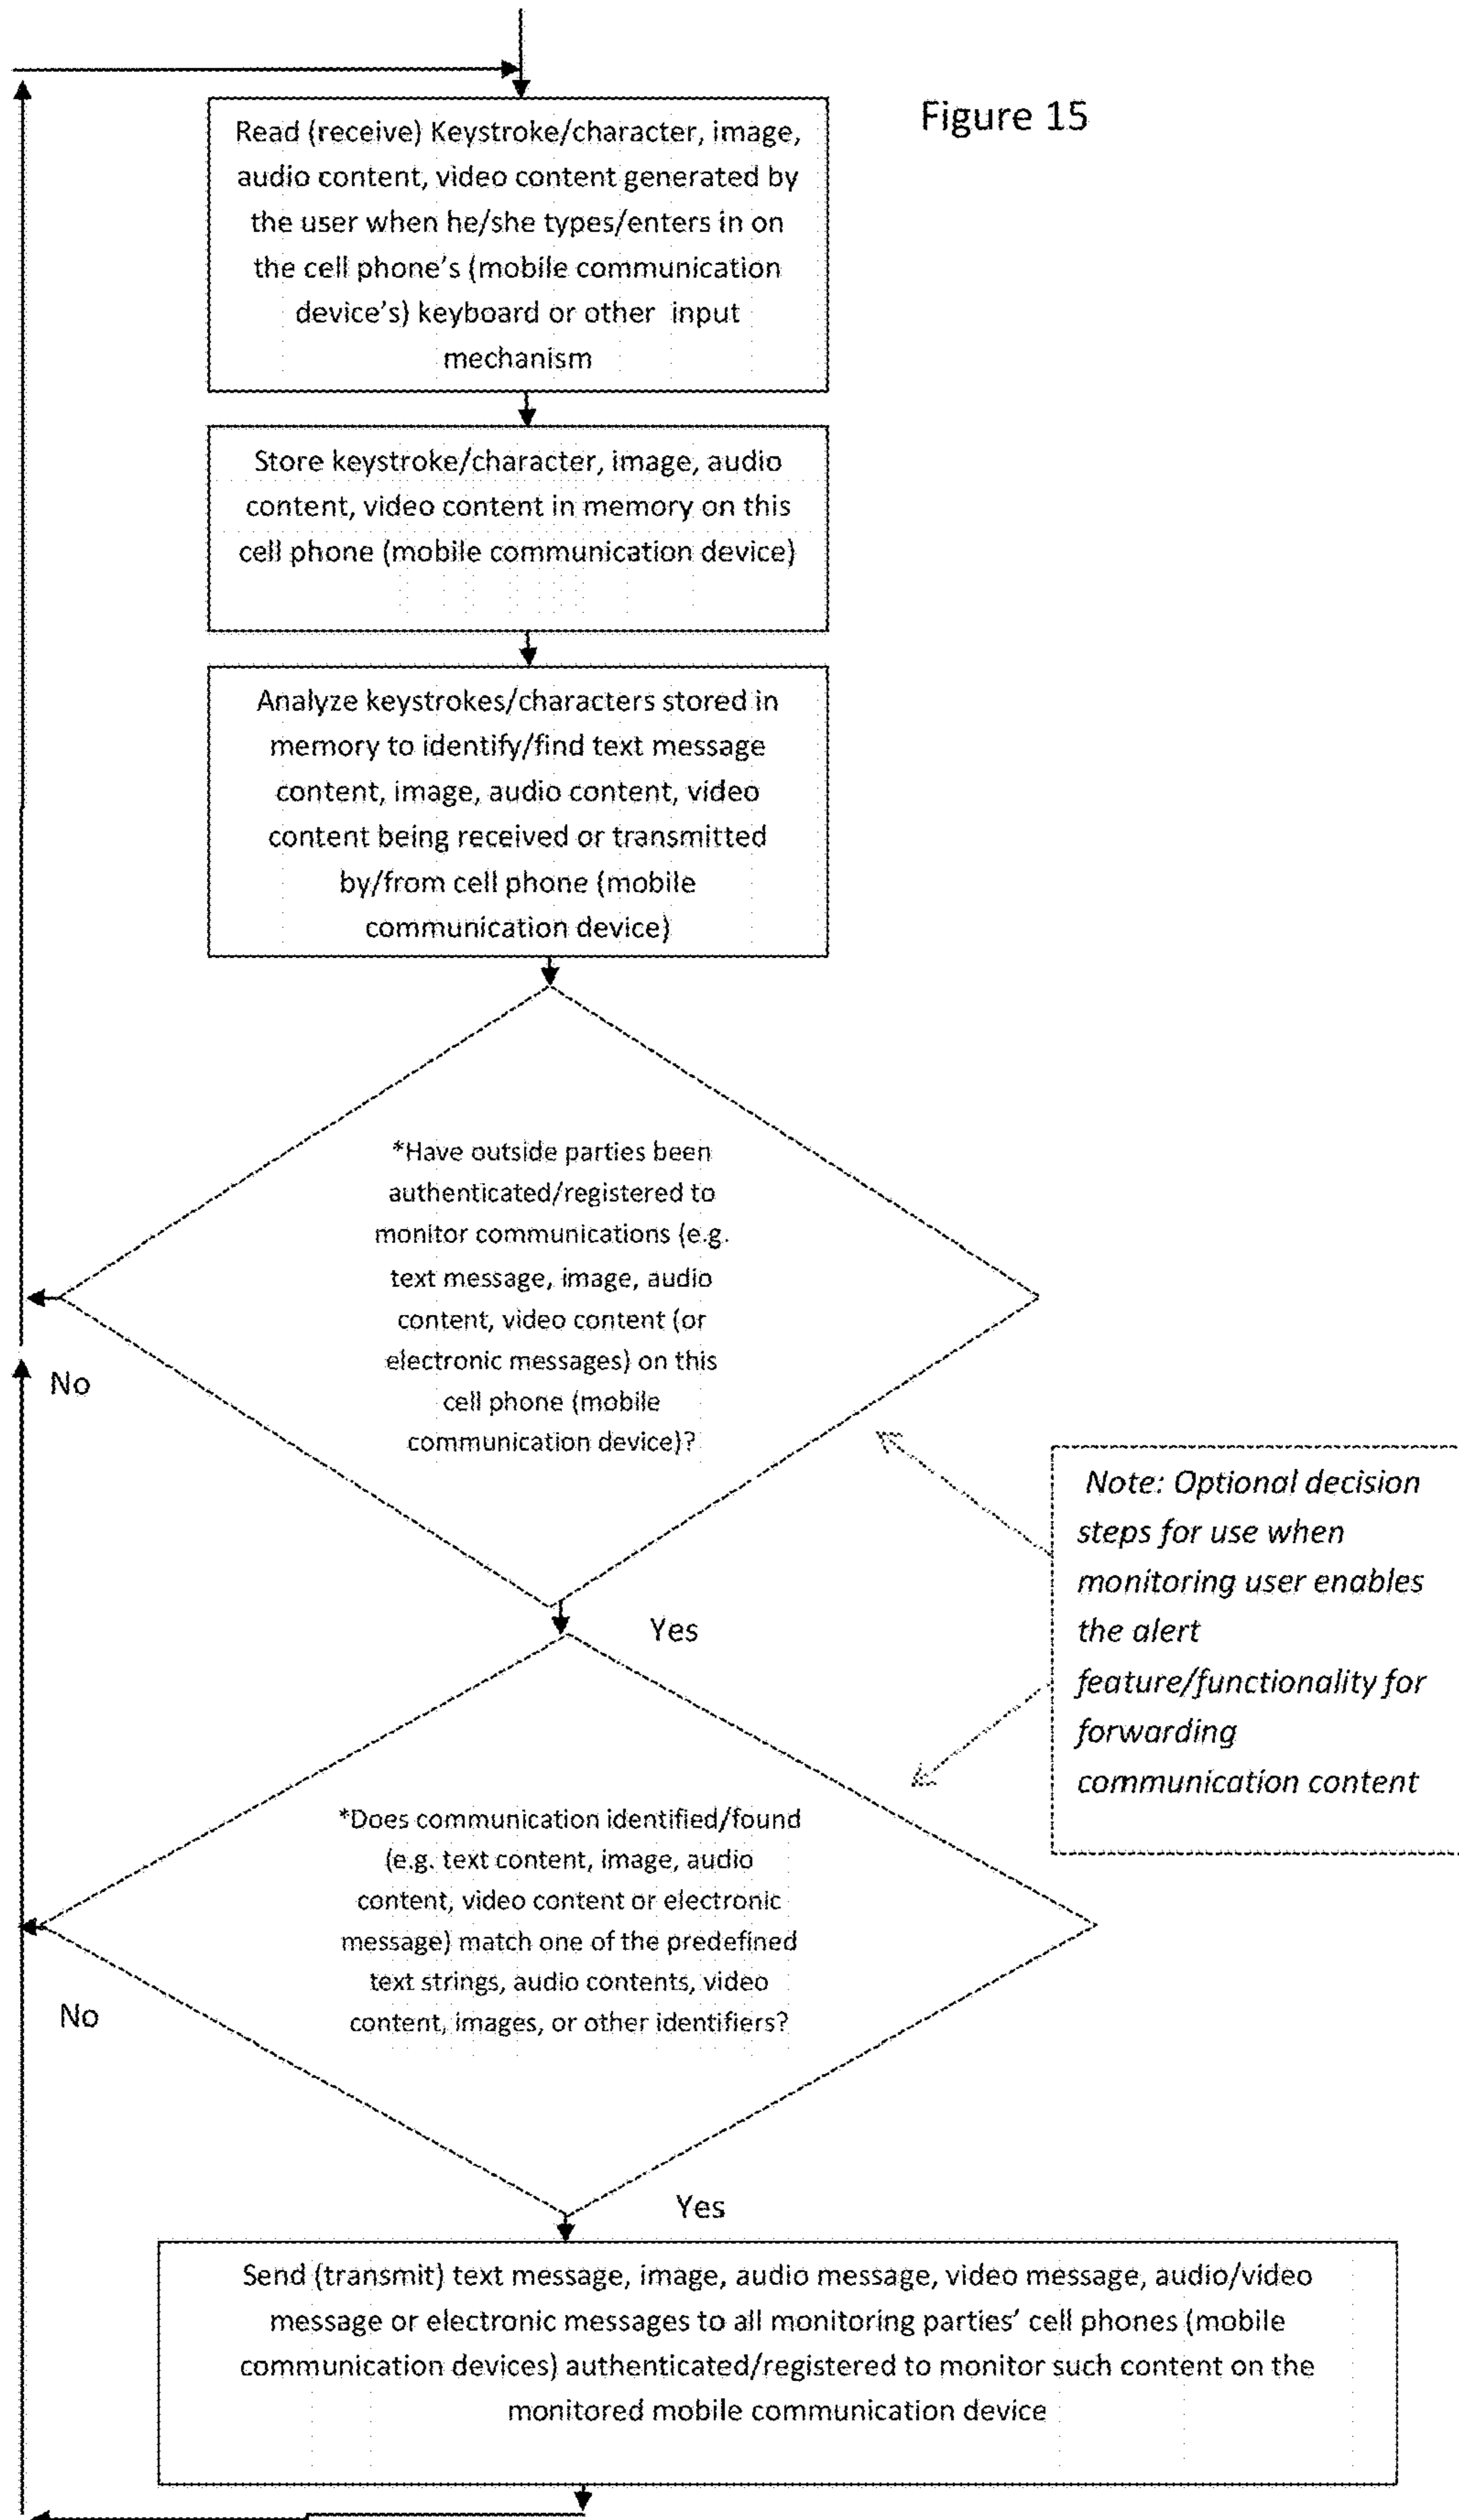 Figure 15
Read (receive) Keystroke/character, image,
audio content, video content generated by
the user when he/she types/enters in on
the cell phone's (mobile communication
device's) keyboard or other input
mechanism
Store keystroke/character, image, audio
content, video content in memory on this
cell phone (mobile communication device)
Analyze keystrokes/characters stored in
memory to identify/find text message
content, image, audio content, video
content being received or transmitted
by/from cell phone (mobile
communication device)
*Have outside parties been
authenticated/registered to
monitor communications (e.g.
text message, image, audio
content, video content (or
electronic messages) on this
cell phone (mobile
communication device)?
No
Yes
Note: Optional decision
steps for use when
monitoring user enables
the alert
feature/functionality for
forwarding
communication content
*Does communication identified/found
(e.g. text content, image, audio
content, video content or electronic
message) match one of the predefined
text strings, audio contents, video
content, images, or other identifiers?
No
Yes
Send (transmit) text message, image, audio message, video message, audio/video
message or electronic messages to all monitoring parties' cell phones (mobile
communication devices) authenticated/registered to monitor such content on the
monitored mobile communication device